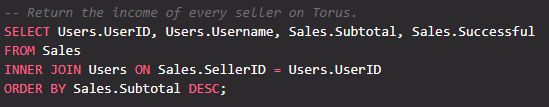 -- Return the income of every seller on Torus.
SELECT Users.UserID, Users.Username, Sales.Subtotal, Sales.Successful
FROM Sales
INNER JOIN Users ON Sales.SellerID = Users.UserID
ORDER BY Sales.Subtotal DESC;